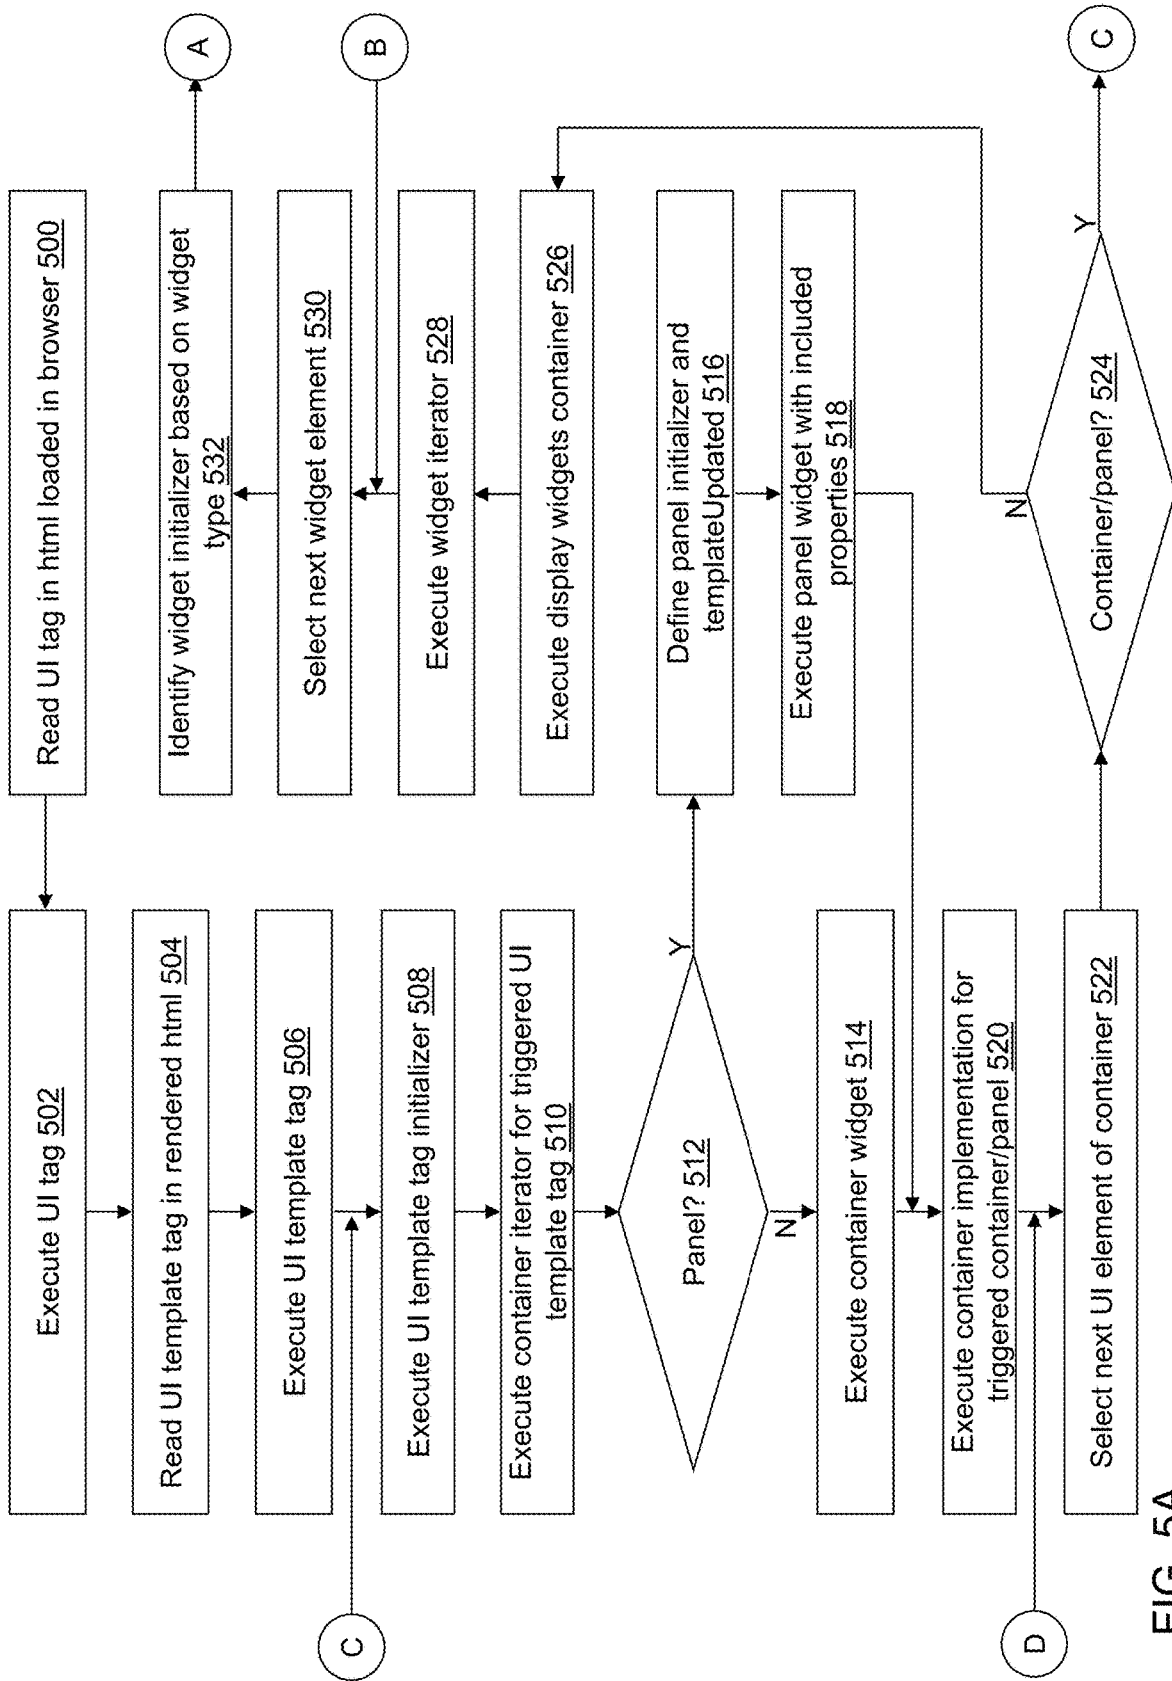 Read UI tag in html loaded in browser 500
Execute UI tag 502
Read UI template tag in rendered html 504
Execute UI template tag 506
C
Execute UI template tag initializer 508
Execute container iterator for triggered UI
template tag 510
Panel? 512
Y
N
Execute container widget 514
Define panel initializer and
templateUpdated 516
Execute panel widget with included
properties 518
Execute container implementation for
triggered container/panel 520
D
Select next UI element of container 522
Container/panel? 524
Y
C
N
Execute display widgets container 526
Execute widget iterator 528
B
Select next widget element 530
Identify widget initializer based on widget
type 532
A
FIG. 5A